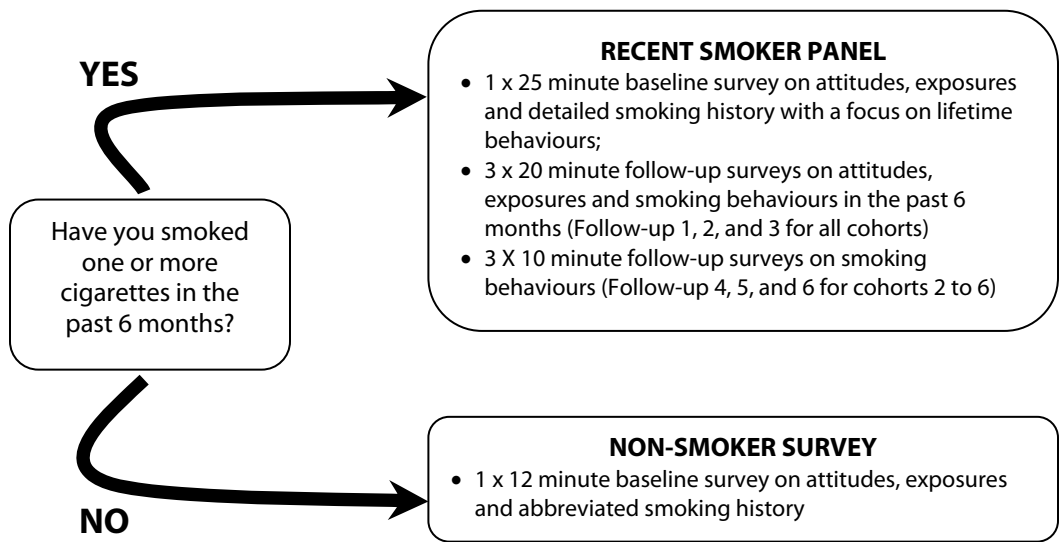 YES
RECENT SMOKER PANEL
• 1 x 25 minute baseline survey on attitudes, exposures
and detailed smoking history with a focus on lifetime
behaviours;
• 3 x 20 minute follow-up surveys on attitudes,
exposures and smoking behaviours in the past 6
months (Follow-up 1, 2, and 3 for all cohorts)
• 3 X 10 minute follow-up surveys on smoking
behaviours (Follow-up 4, 5, and 6 for cohorts 2 to 6)
Have you smoked
one or more
cigarettes in the
past 6 months?
NON-SMOKER SURVEY
• 1 x 12 minute baseline survey on attitudes, exposures
and abbreviated smoking history
NO